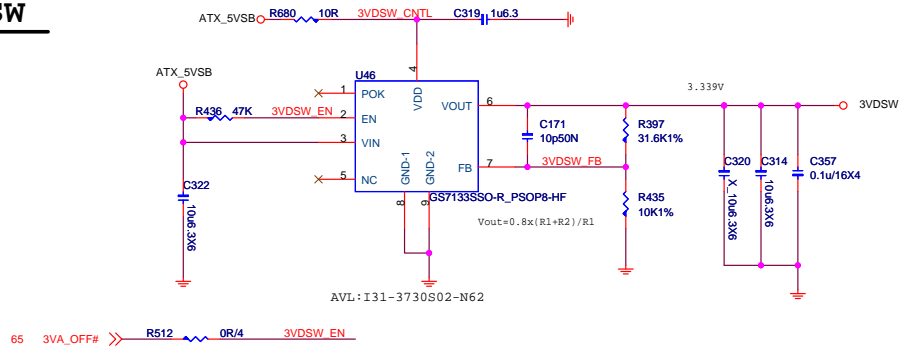 SW
ATX_5VSB
R680
10R
3VDSW_CNTL
C319
1u6.3
ATX_5VSB
U46
4
1
POK
VDD
VOUT
6
3.339V
3VDSW
R436
47K
3VDSW_EN
2
EN
C171
10p50N
R397
31.6K1%
3
VIN
FB
7
3VDSW_FB
C320
X_10u6.3X6
C314
10u6.3X6
C357
0.1u/16X4
5
NC
GND-1
GND-2
C322
10u6.3X6
8
9
GS7133SSO-R_PSOP8-HF
R435
10K1%
Vout=0.8x(R1+R2)/R1
AVL:I31-3730S02-N62
65
3VA_OFF#
R512
0R/4
3VDSW_EN